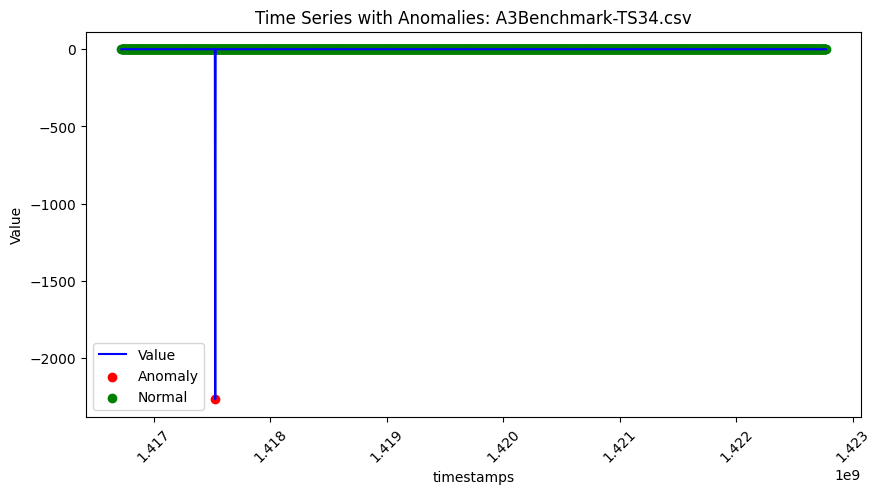 Time Series with Anomalies: A3Benchmark-TS34.csv
0
−500
−1000
−1500
−2000
Value
Value
Anomaly
Normal
1.417
1.418
1.419
1.420
1.421
1.422
1.423
1e9
timestamps